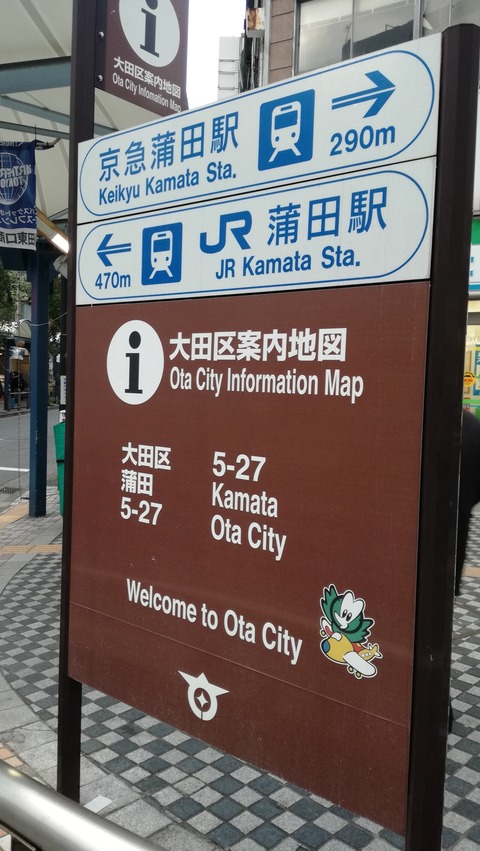 i
大田区案内地図
Ota City Infomation Map
京急蒲田駅
Keikyu Kamata Sta.
290m
470m
JR 蒲田駅
JR Kamata Sta.
i
大田区案内地図
Ota City Information Map
大田区
蒲田
5-27
5-27
Kamata
Ota City
Welcome to Ota City